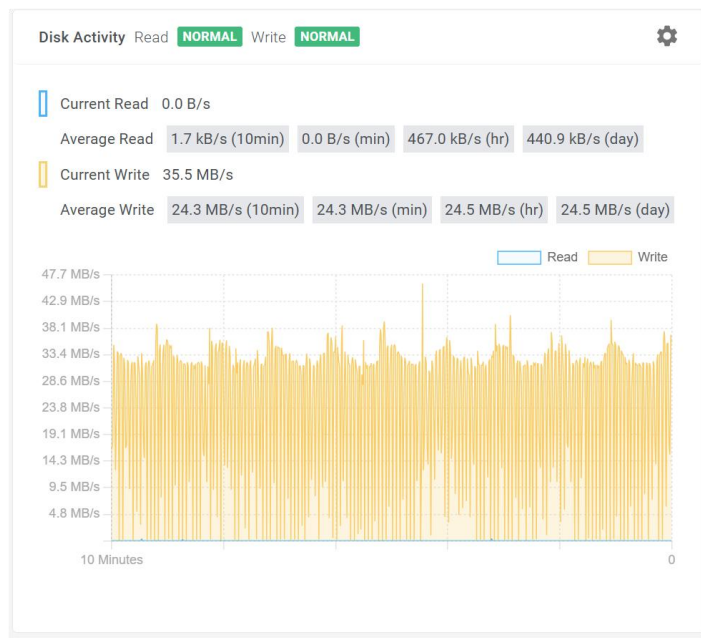 Disk Activity Read NORMAL Write NORMAL
Current Read 0.0 B/s
Average Read 1.7 kB/s (10min) 0.0 B/s (min) 467.0 kB/s (hr) 440.9 kB/s (day)
Current Write 35.5 MB/s
Average Write 24.3 MB/s (10min) 24.3 MB/s (min) 24.5 MB/s (hr) 24.5 MB/s (day)
Read Write
47.7 MB/s
42.9 MB/s
38.1 MB/s
33.4 MB/s
28.6 MB/s
23.8 MB/s
19.1 MB/s
14.3 MB/s
9.5 MB/s
4.8 MB/s
10 Minutes 0